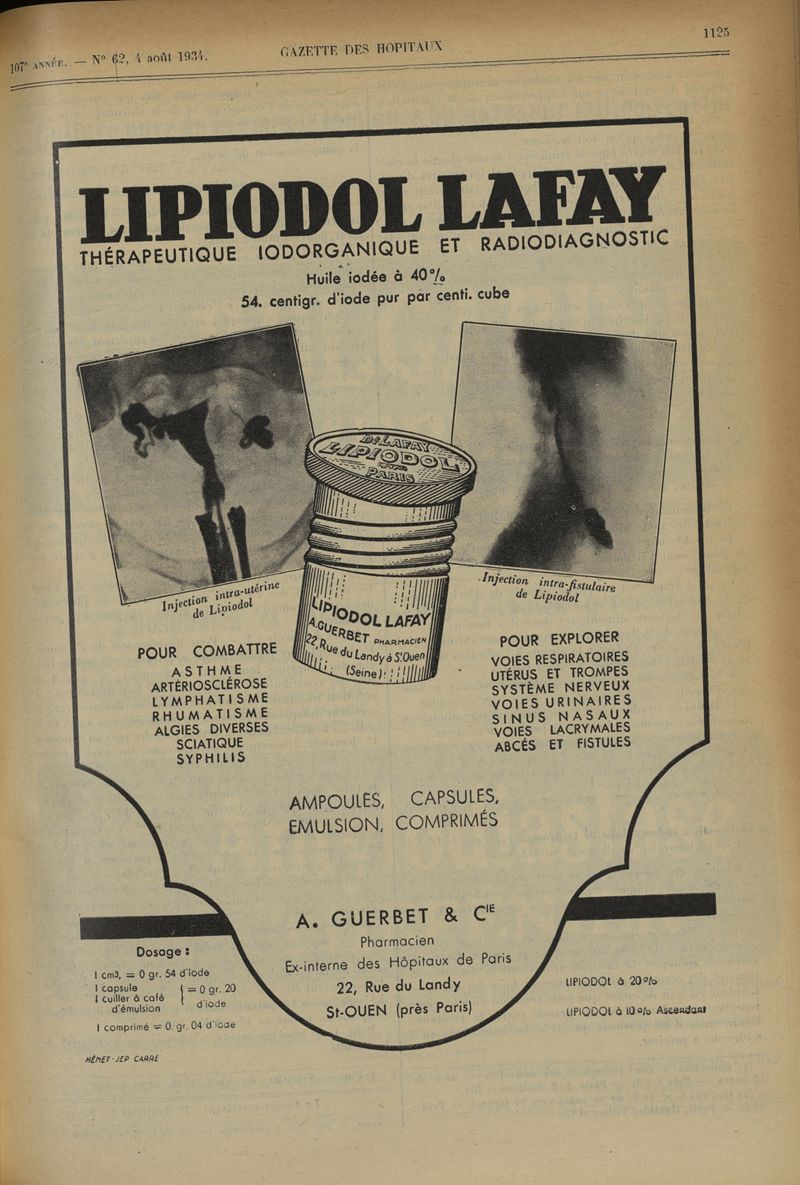 107e ANNÉE. — N° 62, 4 août 1934.
GAZETTE DES HOPITAUX
1125
LIPIODOL LAFAY
THÉRAPEUTIQUE IODORGANIQUE ET RADIODIAGNOSTIC
Huile iodée à 40%
54. centigr. d'iode pur par centi. cube
Dr LAFAY
LIPIODOL
PARIS
LIPIODOL LAFAY
A. GUERBET PHARMACIEN
22, Rue du Landy à St Ouen
(Seine)
Injection intra-utérine
de Lipiodol
Injection intra-fistulaire
de Lipiodol
POUR COMBATTRE
ASTHME
ARTÉRIOSCLÉROSE
LYMPHATISME
RHUMATISME
ALGIES DIVERSES
SCIATIQUE
SYPHILIS
POUR EXPLORER
VOIES RESPIRATOIRES
UTÉRUS ET TROMPES
SYSTÈME NERVEUX
VOIES URINAIRES
SINUS NASAUX
VOIES LACRYMALES
ABCÉS ET FISTULES
AMPOULES, CAPSULES,
EMULSION, COMPRIMÉS
A. GUERBET & CIE
Pharmacien
Ex-interne des Hôpitaux de Paris
22, Rue du Landy
St-OUEN (près Paris)
Dosage :
1 cm3, = 0 gr. 54 d'iode
1 capsule } = 0 gr. 20
1 cuiller à café
d'émulsion d'iode
1 comprimé = 0. gr. 04 d'iode
LIPIODOL à 20%
LIPIODOL à 10% Ascendant
HÉMET-JEP CARRÉ